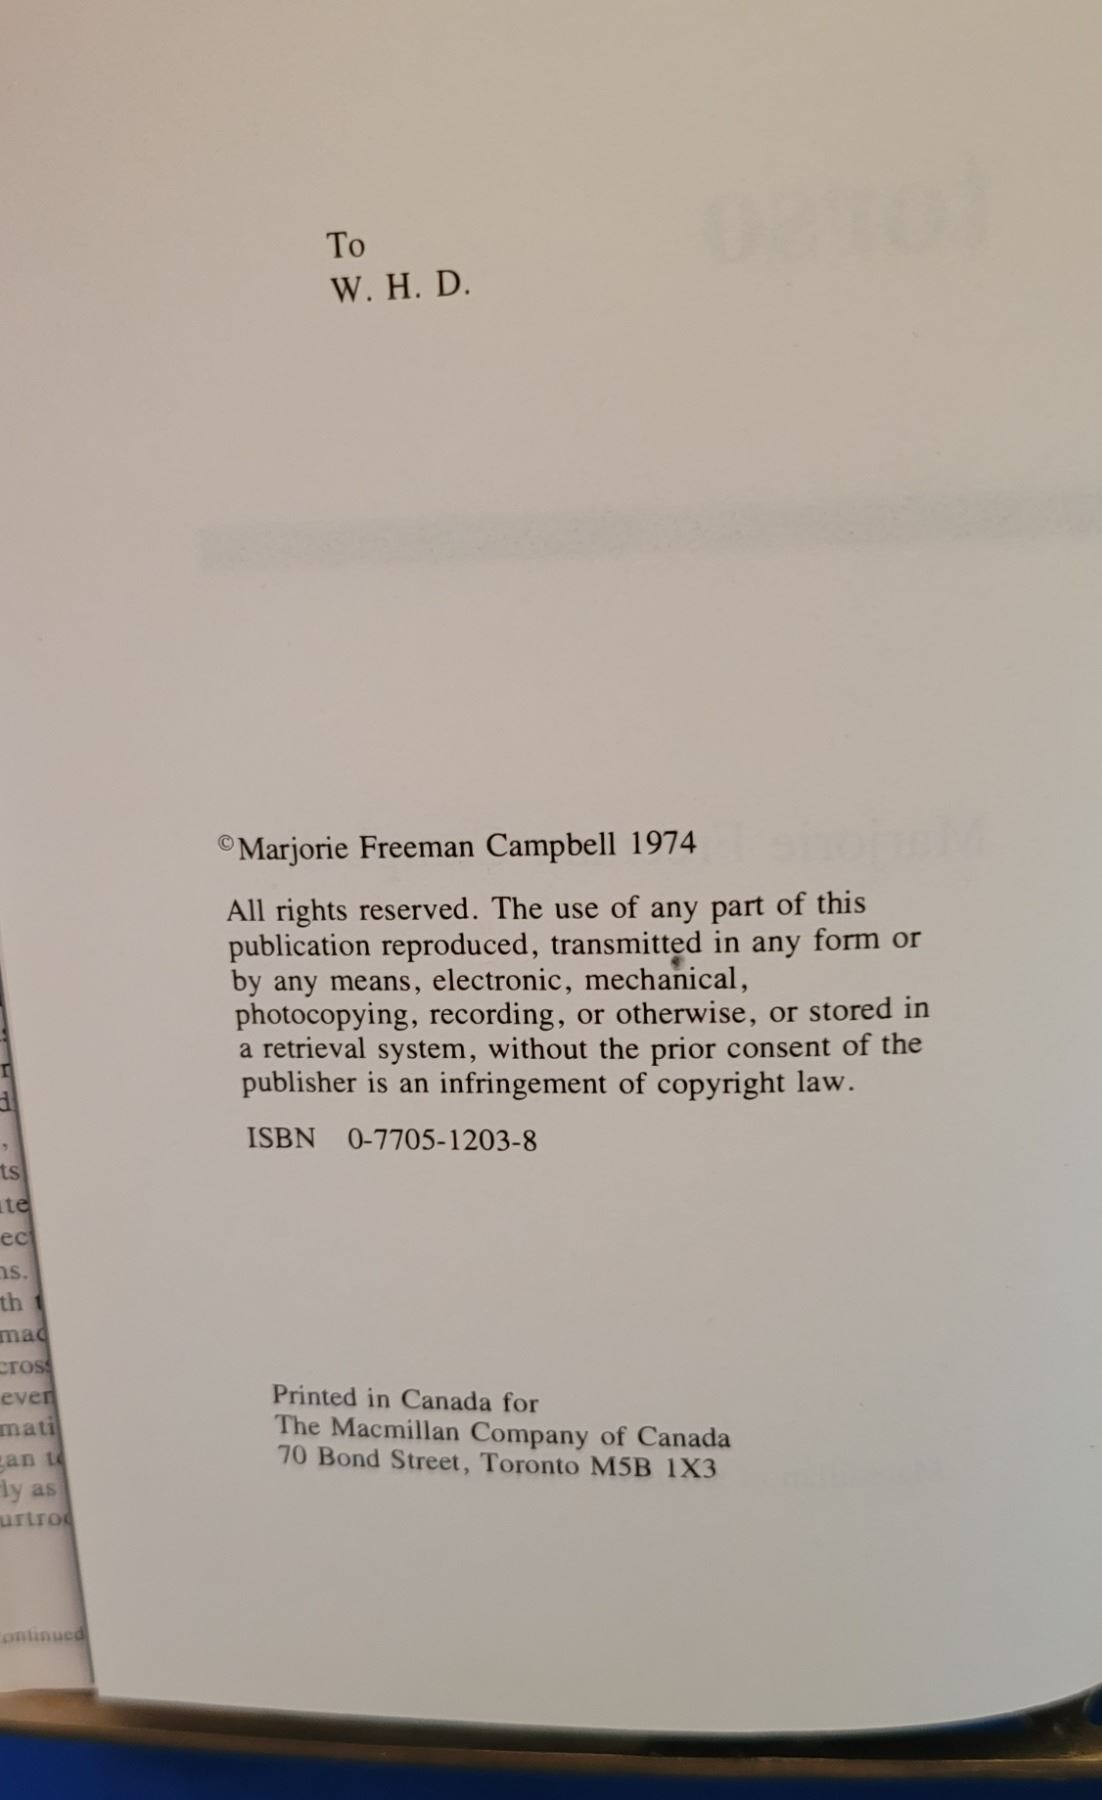 To
W. H. D.
©Marjorie Freeman Campbell 1974
All rights reserved. The use of any part of this
publication reproduced, transmitted in any form or
by any means, electronic, mechanical,
photocopying, recording, or otherwise, or stored in
a retrieval system, without the prior consent of the
publisher is an infringement of copyright law.
ISBN 0-7705-1203-8
Printed in Canada for
The Macmillan Company of Canada
70 Bond Street, Toronto M5B 1X3